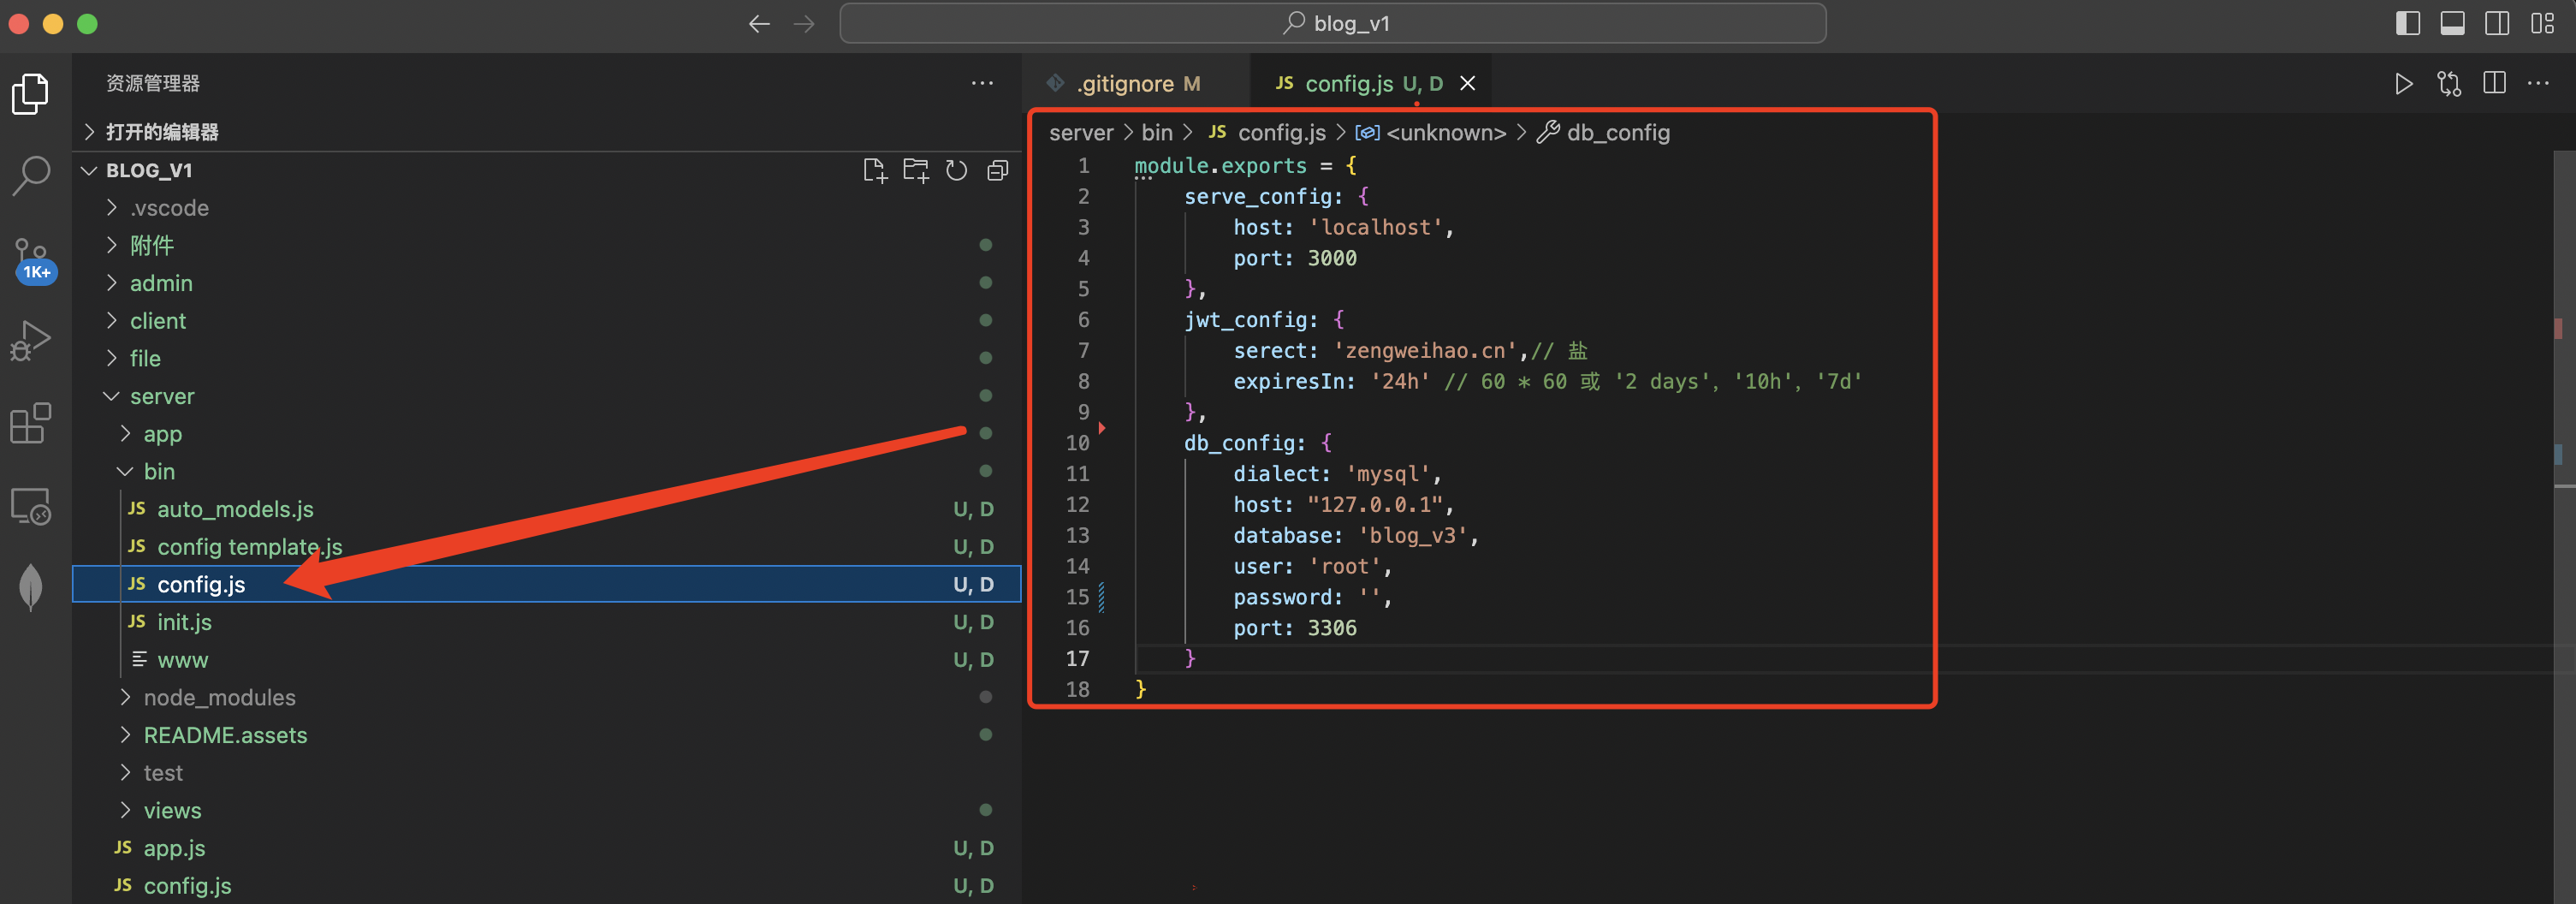 blog_v1
资源管理器
打开的编辑器
BLOG_V1
.vscode
附件
admin
client
file
server
app
bin
JS auto_models.js U, D
JS config template.js U, D
JS config.js U, D
JS init.js U, D
www U, D
node_modules
README.assets
test
views
JS app.js U, D
JS config.js U, D
1K+
.gitignore M
JS config.js U, D
server > bin > JS config.js > <unknown> > db_config
1 module.exports = {
2 serve_config: {
3 host: 'localhost',
4 port: 3000
5 },
6 jwt_config: {
7 serect: 'zengweihao.cn',// 盐
8 expiresIn: '24h' // 60 * 60 或 '2 days', '10h', '7d'
9 },
10 db_config: {
11 dialect: 'mysql',
12 host: "127.0.0.1",
13 database: 'blog_v3',
14 user: 'root',
15 password: '',
16 port: 3306
17 }
18 }